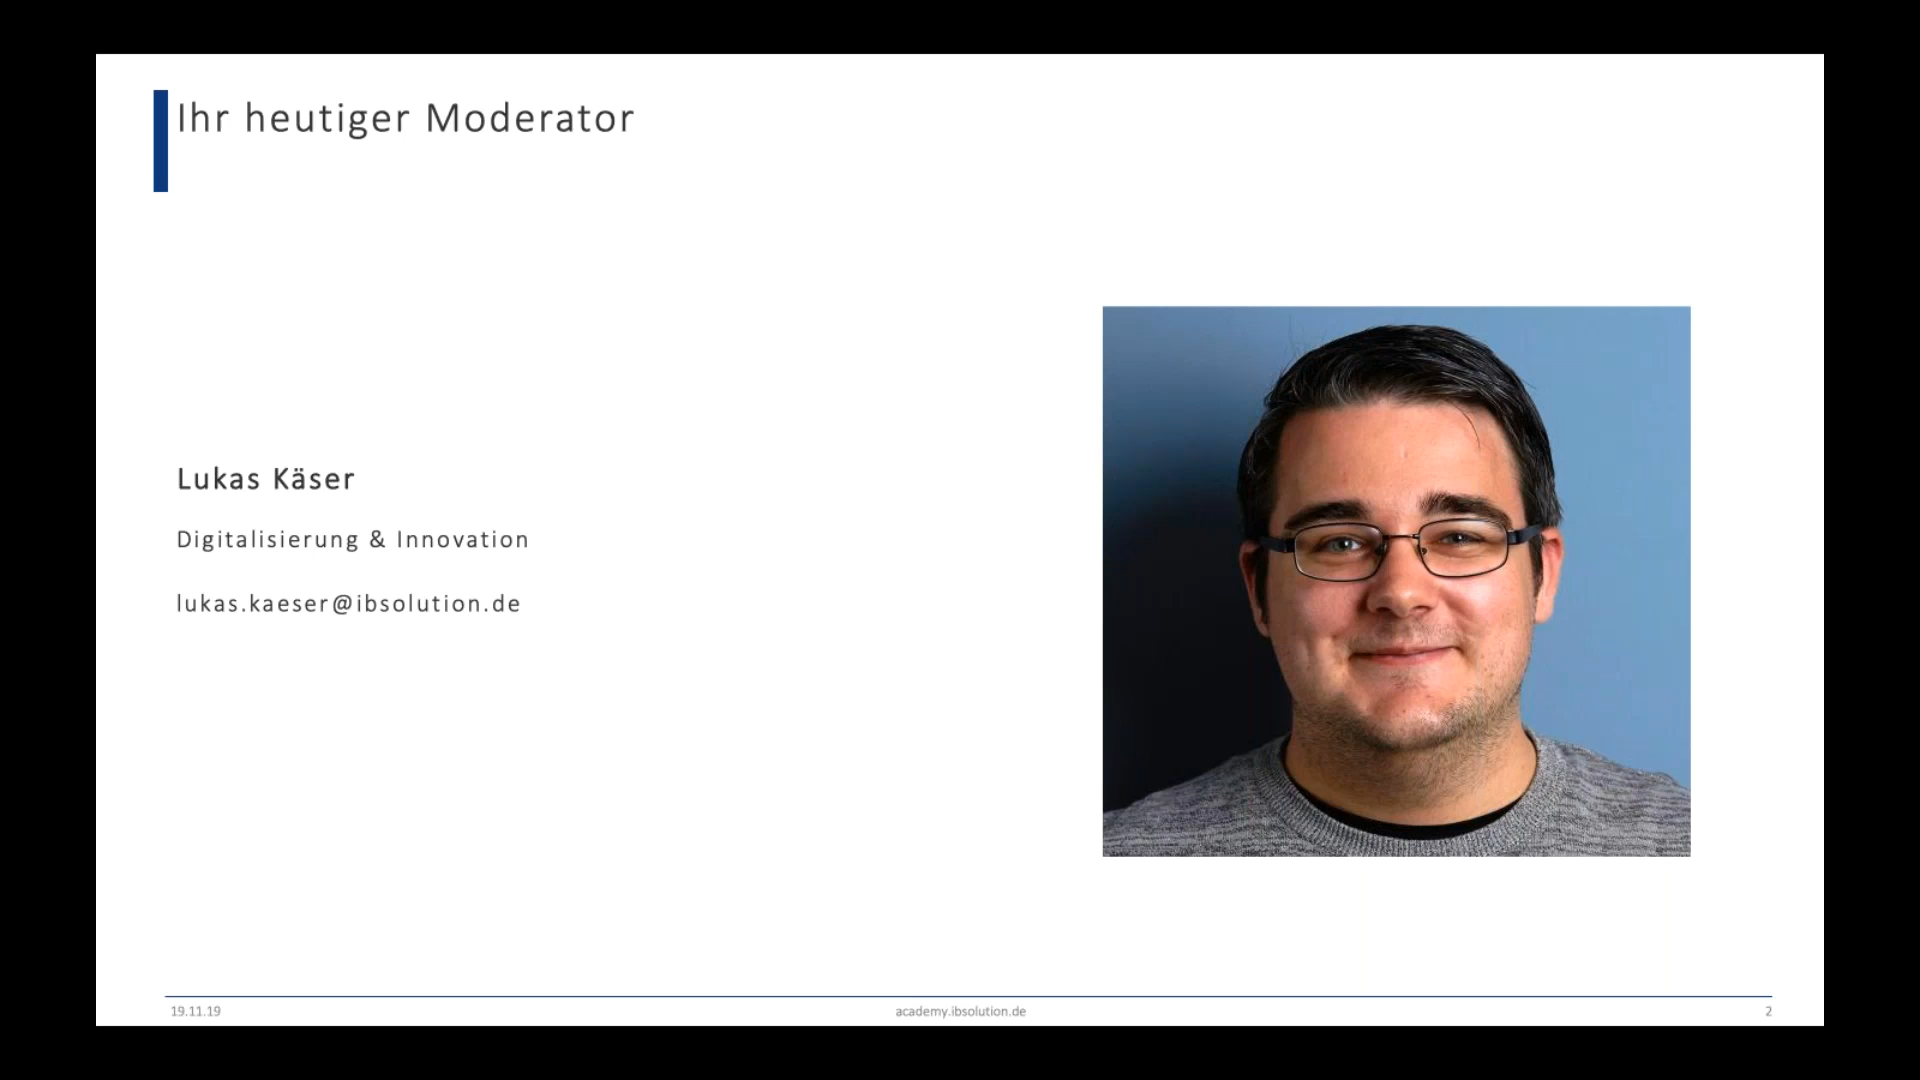 Ihr heutiger Moderator
Lukas Käser
Digitalisierung & Innovation
lukas.kaeser@ibsolution.de
19.11.19
academy.ibsolution.de
2